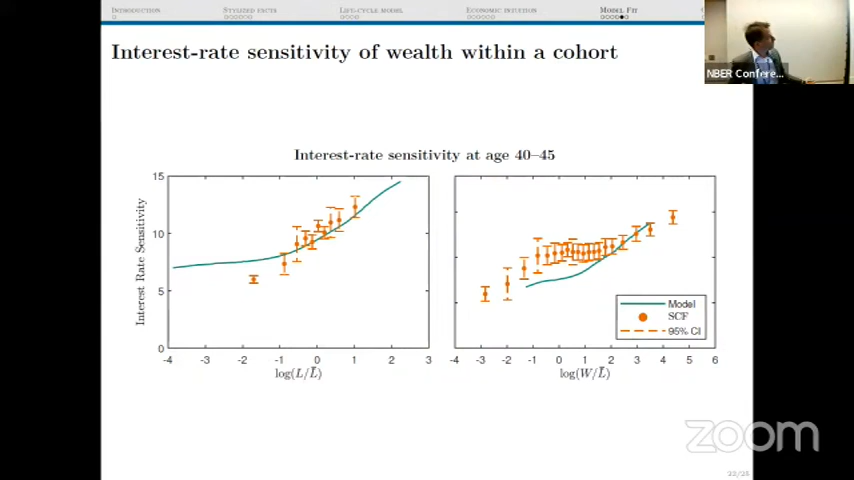 INTRODUCTION STYLIZED FACTS LIFE-CYCLE MODEL ECONOMIC INTUITION MODEL FIT
Interest-rate sensitivity of wealth within a cohort
NBER Confere...
Interest-rate sensitivity at age 40–45
Interest Rate Sensitivity
15
10
5
0
-4 -3 -2 -1 0 1 2 3
log(L/L̄)
-4 -3 -2 -1 0 1 2 3 4 5 6
log(W/L̄)
Model
SCF
95% CI
zoom
22/25